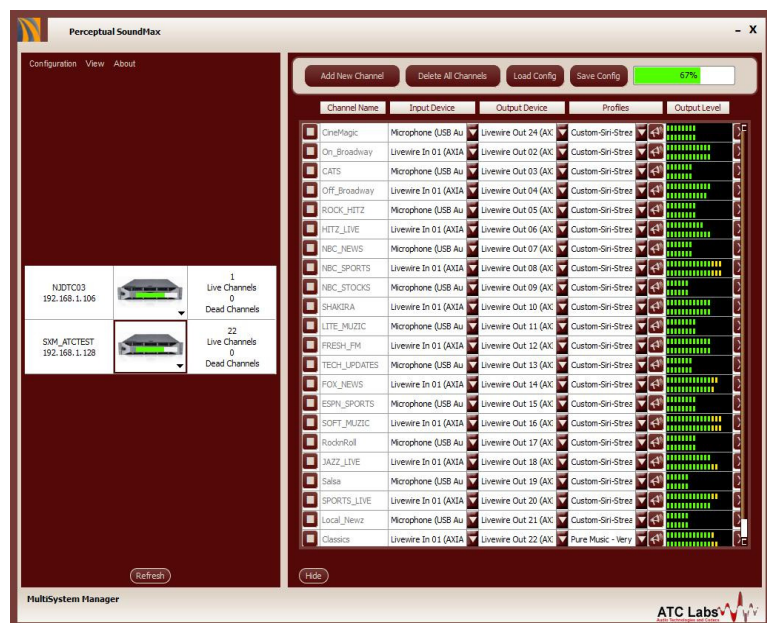 Perceptual SoundMax
- X
Configuration View About
Add New Channel Delete All Channels Load Config Save Config 67%
Channel Name Input Device Output Device Profiles Output Level
CineMagic Microphone (USB Au Livewire Out 24 (AX: Custom-Siri-Strea
On_Broadway Livewire In 01 (AXIA Livewire Out 02 (AX: Custom-Siri-Strea
CATS Microphone (USB Au Livewire Out 03 (AX: Custom-Siri-Strea
Off_Broadway Livewire In 01 (AXIA Livewire Out 04 (AX: Custom-Siri-Strea
ROCK_HITZ Microphone (USB Au Livewire Out 05 (AX: Custom-Siri-Strea
HITZ_LIVE Livewire In 01 (AXIA Livewire Out 06 (AX: Custom-Siri-Strea
NBC_NEWS Microphone (USB Au Livewire Out 07 (AX: Custom-Siri-Strea
NBC_SPORTS Livewire In 01 (AXIA Livewire Out 08 (AX: Custom-Siri-Strea
NBC_STOCKS Microphone (USB Au Livewire Out 09 (AX: Custom-Siri-Strea
SHAKIRA Livewire In 01 (AXIA Livewire Out 10 (AX: Custom-Siri-Strea
LITE_MUZIC Microphone (USB Au Livewire Out 11 (AX: Custom-Siri-Strea
FRESH_FM Livewire In 01 (AXIA Livewire Out 12 (AX: Custom-Siri-Strea
TECH_UPDATES Microphone (USB Au Livewire Out 13 (AX: Custom-Siri-Strea
FOX_NEWS Livewire In 01 (AXIA Livewire Out 14 (AX: Custom-Siri-Strea
ESPN_SPORTS Microphone (USB Au Livewire Out 15 (AX: Custom-Siri-Strea
SOFT_MUZIC Livewire In 01 (AXIA Livewire Out 16 (AX: Custom-Siri-Strea
RocknRoll Microphone (USB Au Livewire Out 17 (AX: Custom-Siri-Strea
JAZZ_LIVE Livewire In 01 (AXIA Livewire Out 18 (AX: Custom-Siri-Strea
Salsa Microphone (USB Au Livewire Out 19 (AX: Custom-Siri-Strea
SPORTS_LIVE Livewire In 01 (AXIA Livewire Out 20 (AX: Custom-Siri-Strea
Local_Newz Microphone (USB Au Livewire Out 21 (AX: Custom-Siri-Strea
Classics Livewire In 01 (AXIA Livewire Out 22 (AX: Pure Music - Very
NJDTC03
192.168.1.106
1
Live Channels
0
Dead Channels
SXM_ATCTEST
192.168.1.128
22
Live Channels
0
Dead Channels
Refresh
Hide
MultiSystem Manager
ATC Labs
Audio Technologies and Codecs